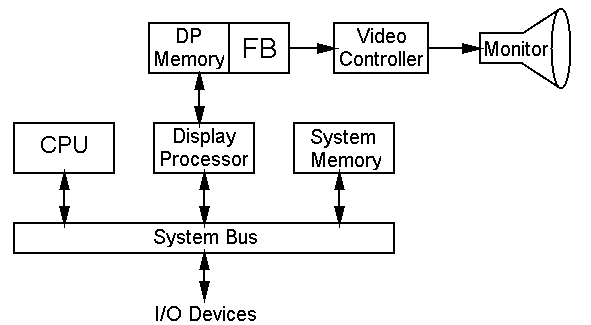 DP
Memory
FB
Video
Controller
Monitor
CPU
Display
Processor
System
Memory
System Bus
I/O Devices